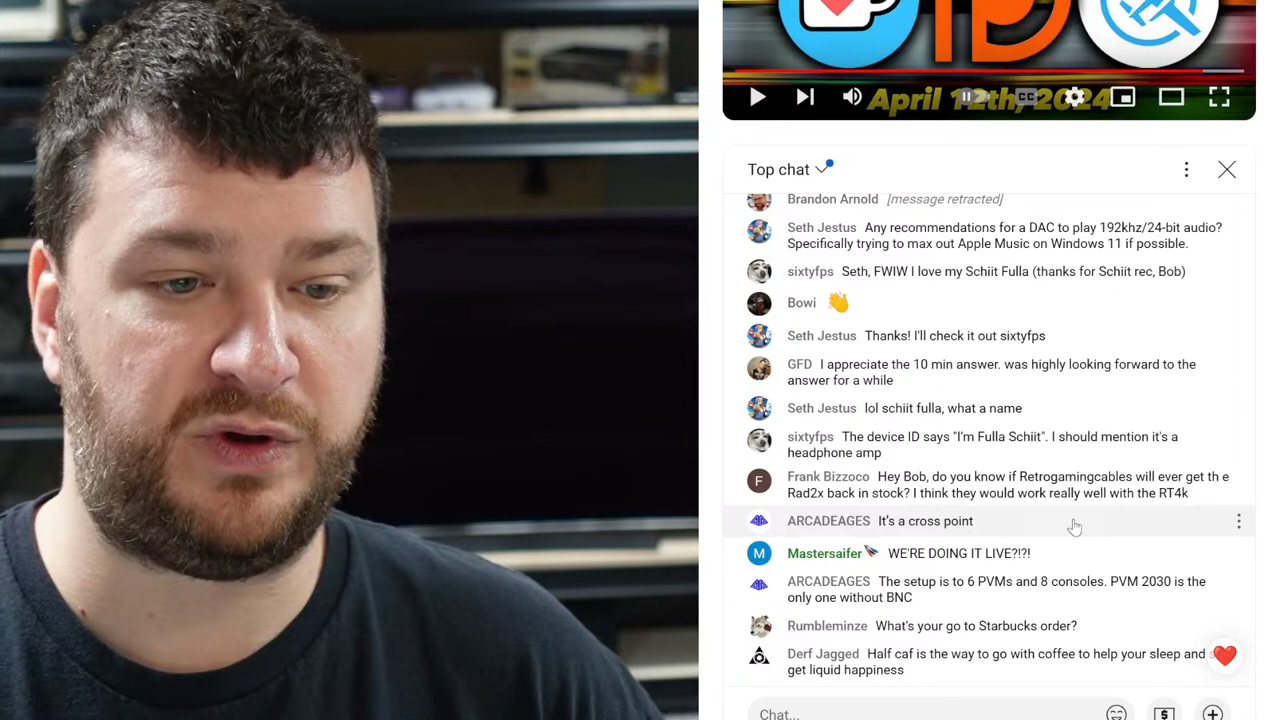 ID
April 12th, 2024
Top chat
Brandon Arnold [message retracted]
Seth Jestus Any recommendations for a DAC to play 192khz/24-bit audio?
Specifically trying to max out Apple Music on Windows 11 if possible.
sixtyfps Seth, FWIW I love my Schiit Fulla (thanks for Schiit rec, Bob)
Bowi 👋
Seth Jestus Thanks! I'll check it out sixtyfps
GFD I appreciate the 10 min answer. was highly looking forward to the
answer for a while
Seth Jestus lol schiit fulla, what a name
sixtyfps The device ID says "I'm Fulla Schiit". I should mention it's a
headphone amp
F Frank Bizzoco Hey Bob, do you know if Retrogamingcables will ever get th e
Rad2x back in stock? I think they would work really well with the RT4k
ARCADEAGES It's a cross point
M Mastersaifer WE'RE DOING IT LIVE?!?!
ARCADEAGES The setup is to 6 PVMs and 8 consoles. PVM 2030 is the
only one without BNC
Rumbleminze What's your go to Starbucks order?
Derf Jagged Half caf is the way to go with coffee to help your sleep and
get liquid happiness
Chat...